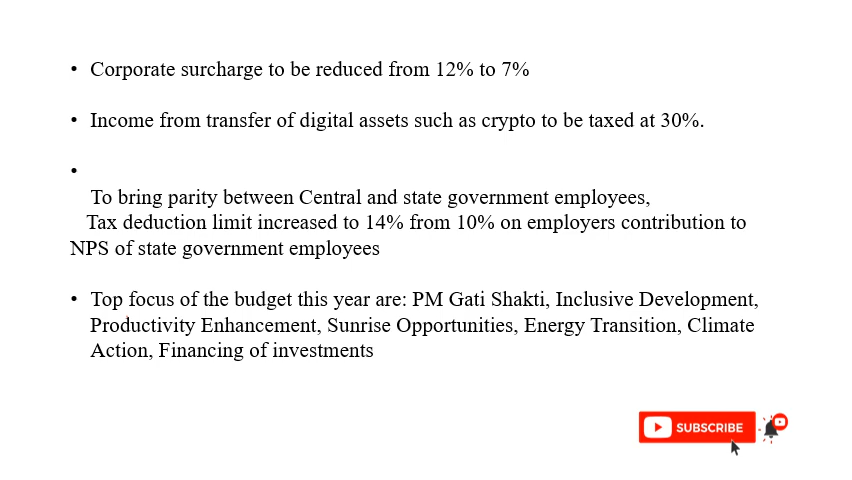 • Corporate surcharge to be reduced from 12% to 7%
• Income from transfer of digital assets such as crypto to be taxed at 30%.
•
To bring parity between Central and state government employees,
Tax deduction limit increased to 14% from 10% on employers contribution to
NPS of state government employees
• Top focus of the budget this year are: PM Gati Shakti, Inclusive Development,
Productivity Enhancement, Sunrise Opportunities, Energy Transition, Climate
Action, Financing of investments
SUBSCRIBE